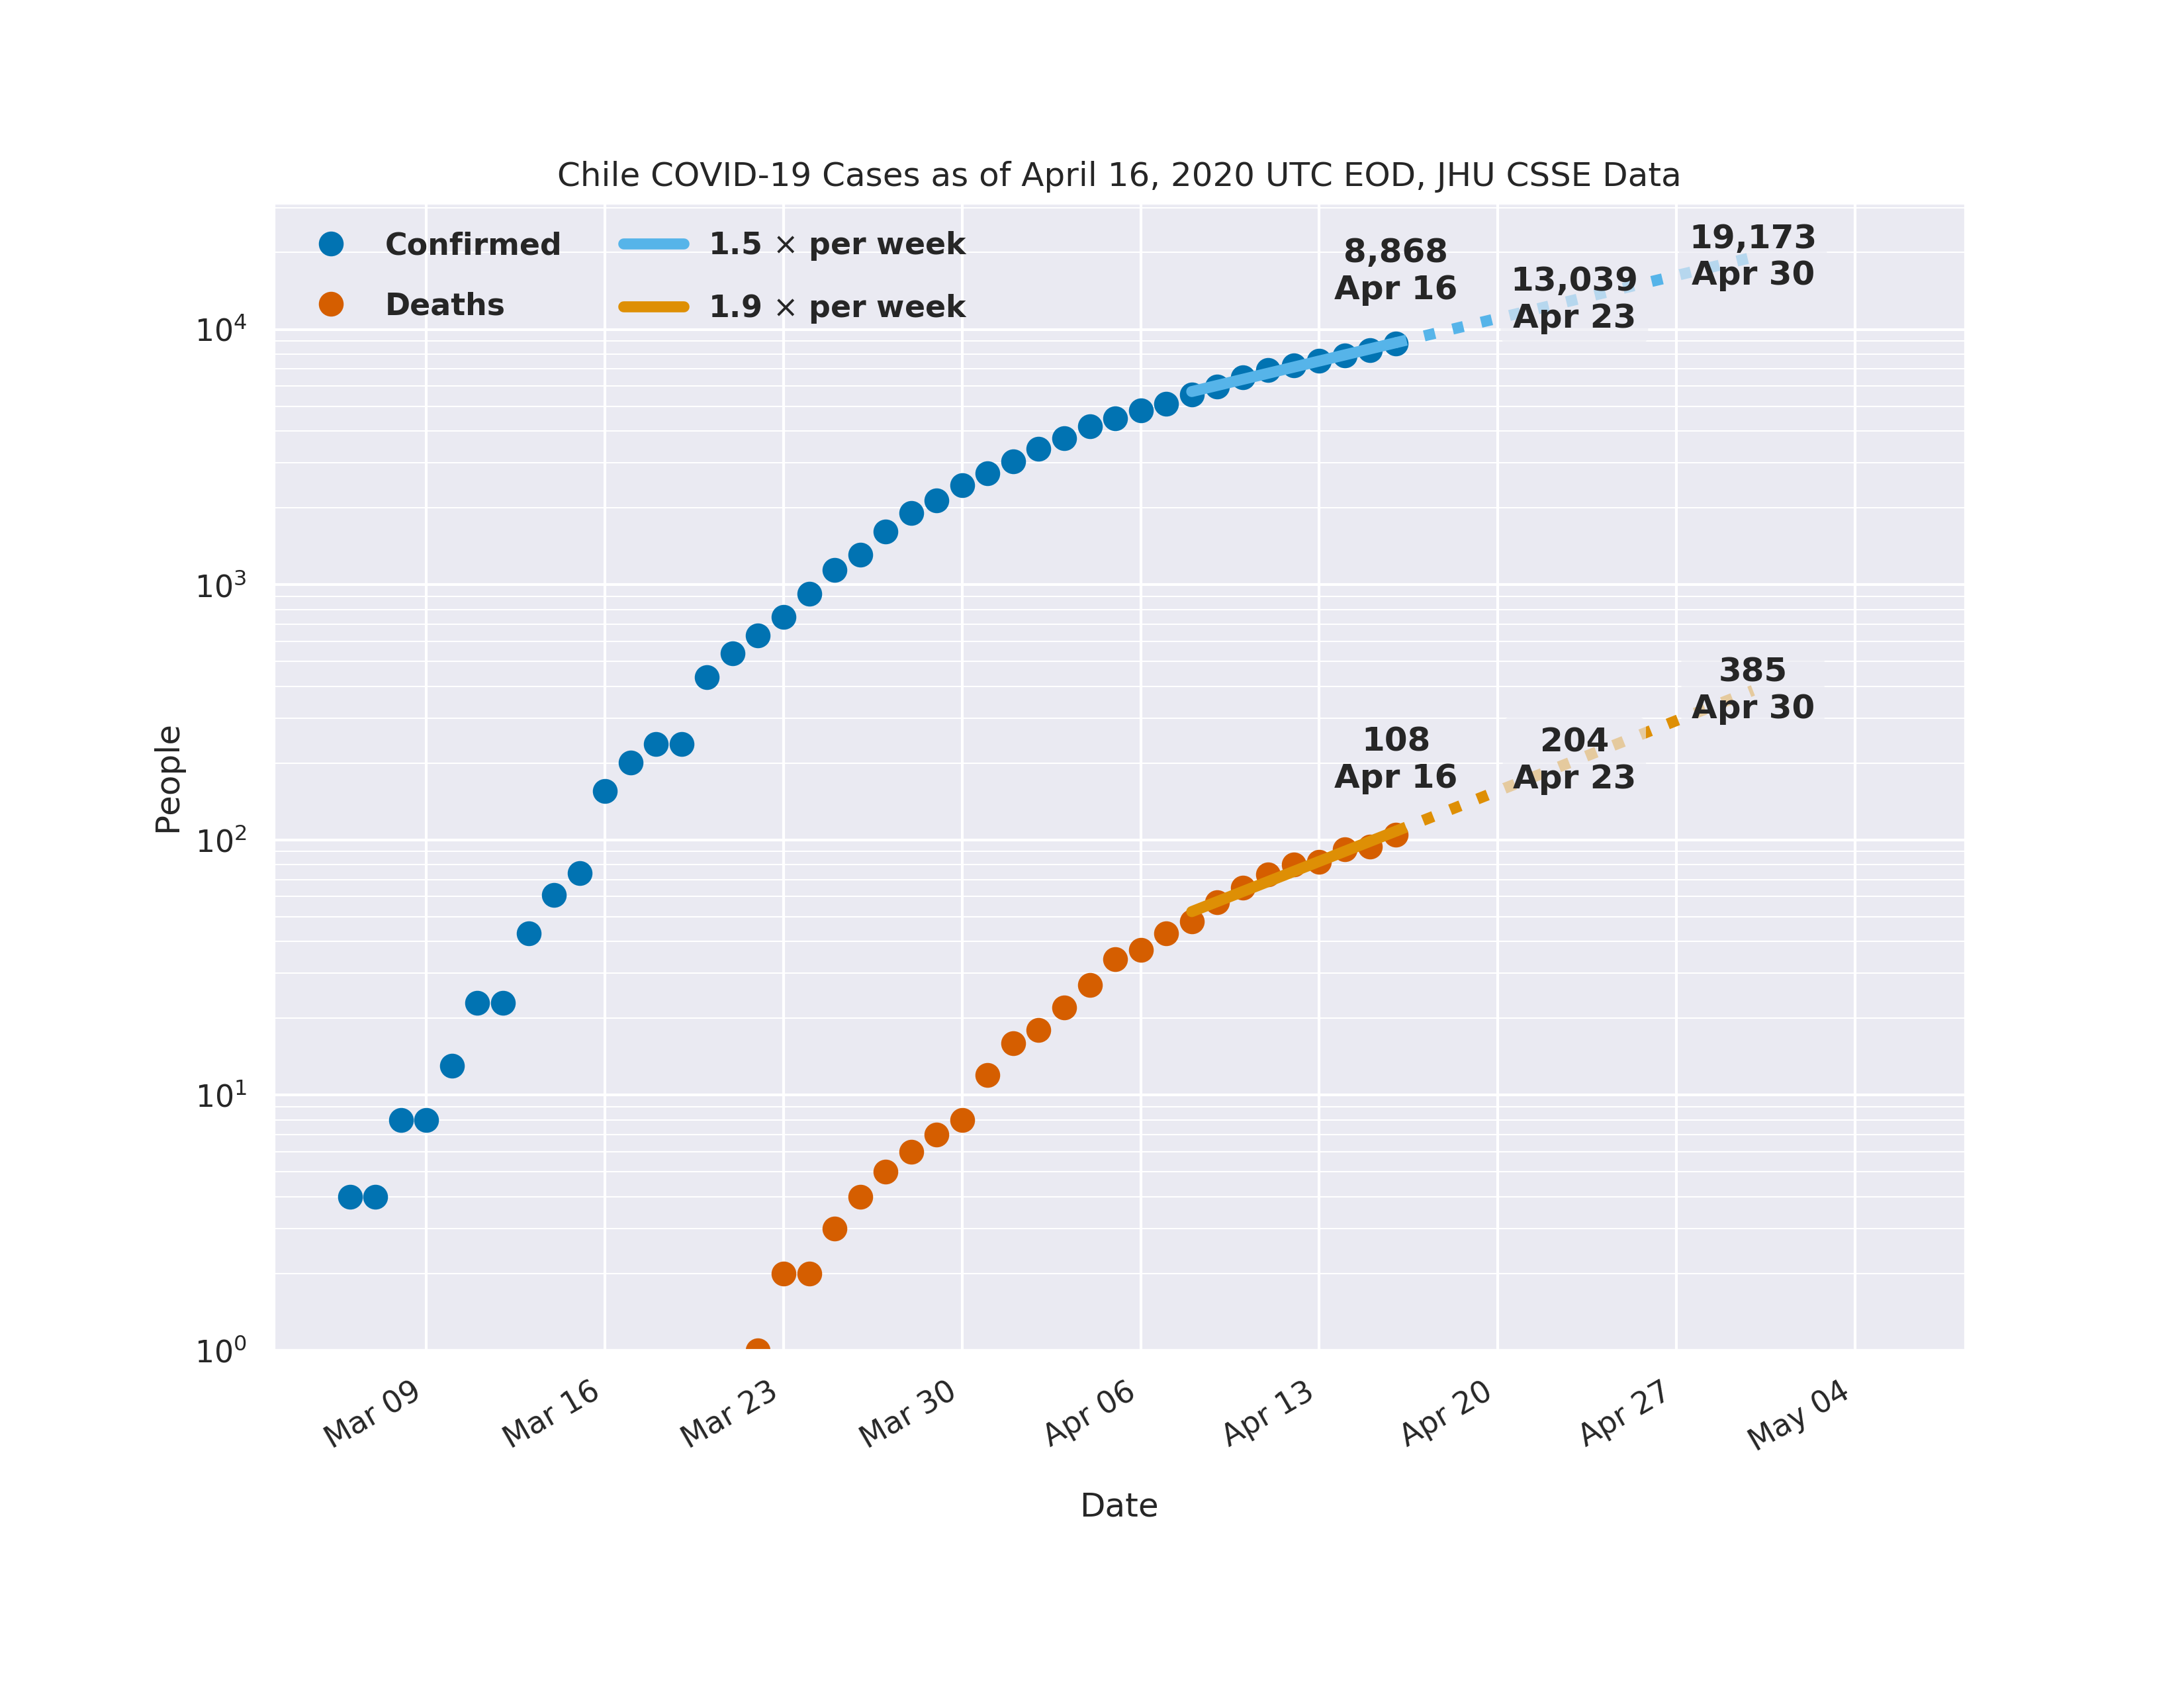 Chile COVID-19 Cases as of April 16, 2020 UTC EOD, JHU CSSE Data
Confirmed
Deaths
1.5 × per week
1.9 × per week
8,868
Apr 16
13,039
Apr 23
19,173
Apr 30
108
Apr 16
204
Apr 23
385
Apr 30
People
10⁴
10³
10²
10¹
10⁰
Mar 09
Mar 16
Mar 23
Mar 30
Apr 06
Apr 13
Apr 20
Apr 27
May 04
Date